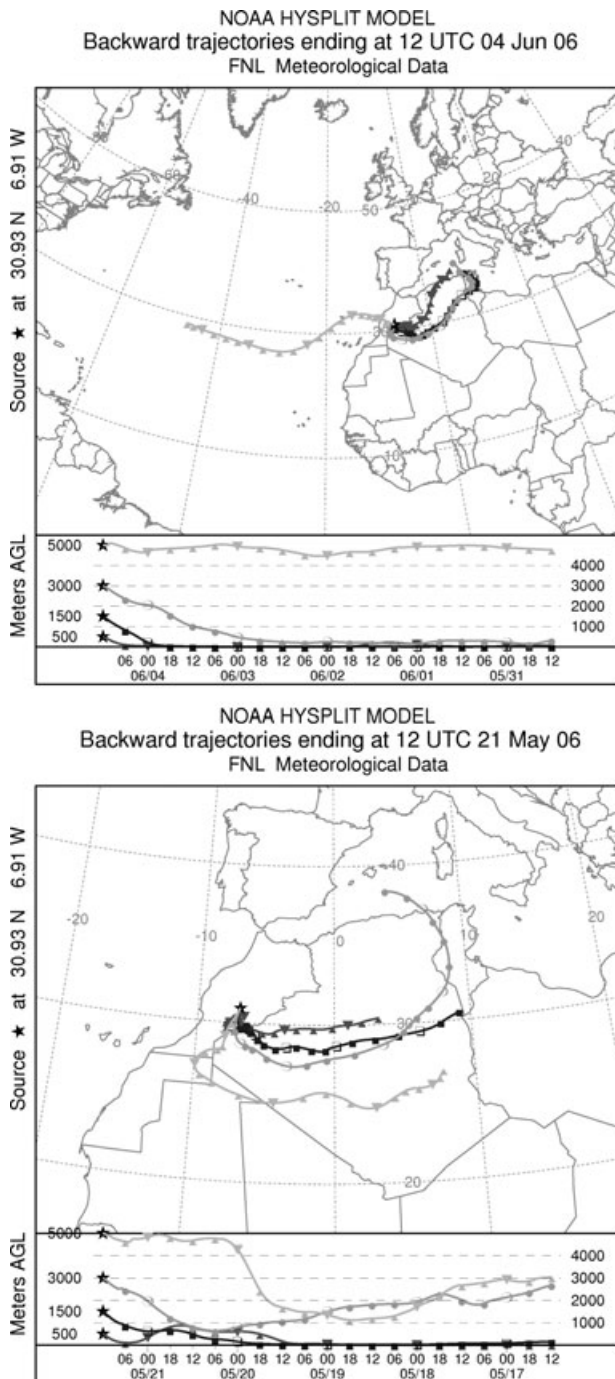 NOAA HYSPLIT MODEL
Backward trajectories ending at 12 UTC 04 Jun 06
FNL Meteorological Data
Source ★ at 30.93 N 6.91 W
-40
-20
50
20
40
10
Meters AGL
5000
3000
1500
500
4000
3000
2000
1000
06 00 18 12 06 00 18 12 06 00 18 12 06 00 18 12 06 00 18 12
06/04 06/03 06/02 06/01 05/31
NOAA HYSPLIT MODEL
Backward trajectories ending at 12 UTC 21 May 06
FNL Meteorological Data
Source ★ at 30.93 N 6.91 W
-20
-10
0
40
10
20
30
20
Meters AGL
5000
3000
1500
500
4000
3000
2000
1000
06 00 18 12 06 00 18 12 06 00 18 12 06 00 18 12 06 00 18 12
05/21 05/20 05/19 05/18 05/17